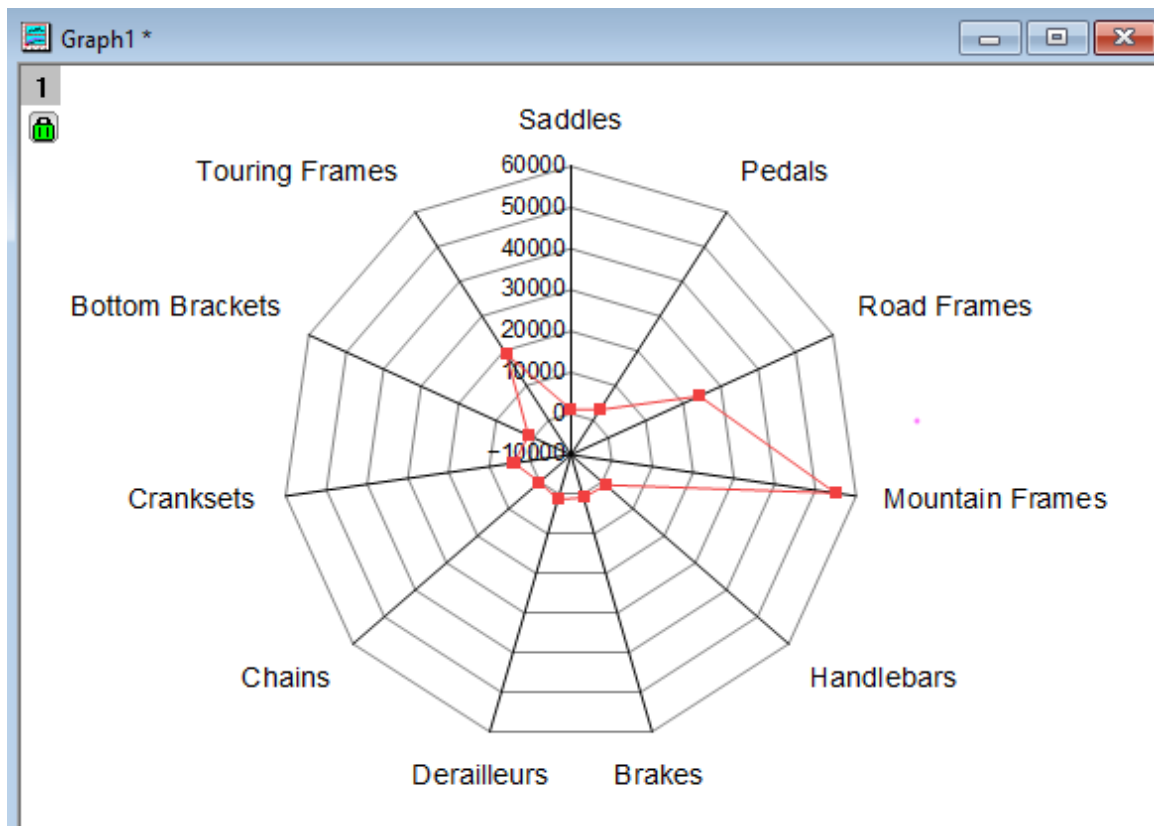 Graph1 *
1
Saddles
Touring Frames
Pedals
60000
50000
40000
30000
20000
10000
0
−10000
Bottom Brackets
Road Frames
Cranksets
Mountain Frames
Chains
Handlebars
Derailleurs
Brakes